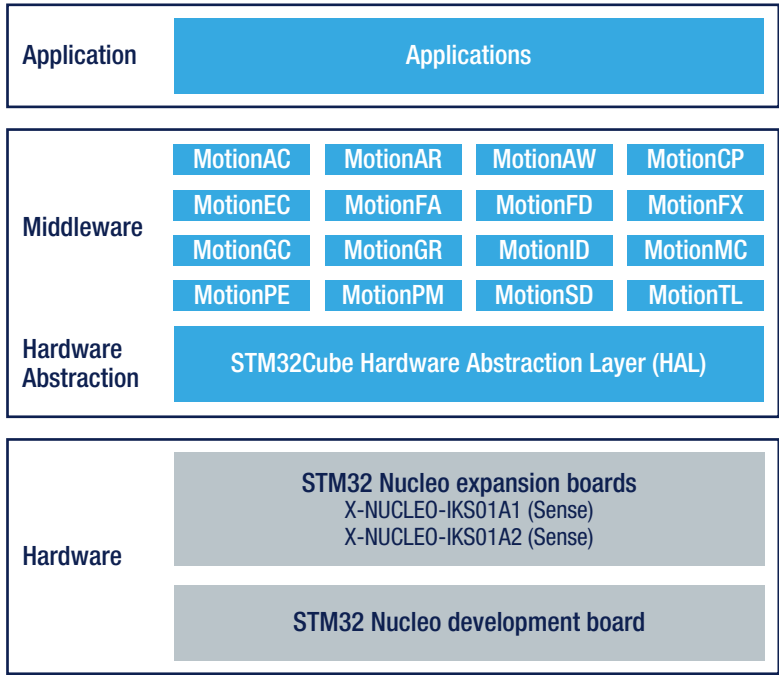 Application
Applications
Middleware
MotionAC MotionAR MotionAW MotionCP
MotionEC MotionFA MotionFD MotionFX
MotionGC MotionGR MotionID MotionMC
MotionPE MotionPM MotionSD MotionTL
Hardware
Abstraction
STM32Cube Hardware Abstraction Layer (HAL)
Hardware
STM32 Nucleo expansion boards
X-NUCLEO-IKS01A1 (Sense)
X-NUCLEO-IKS01A2 (Sense)
STM32 Nucleo development board